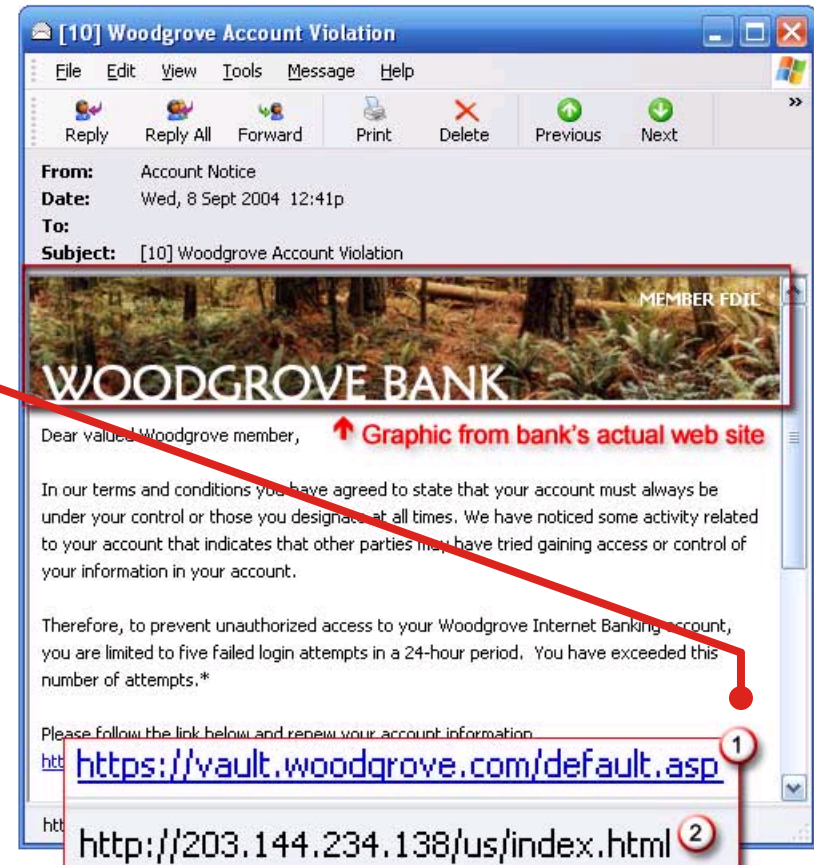 [10] Woodgrove Account Violation
File Edit View Tools Message Help
Reply Reply All Forward Print Delete Previous Next »
From: Account Notice
Date: Wed, 8 Sept 2004 12:41p
To:
Subject: [10] Woodgrove Account Violation
MEMBER FDIC
WOODGROVE BANK
Dear valued Woodgrove member,
Graphic from bank's actual web site
In our terms and conditions you have agreed to state that your account must always be
under your control or those you designate at all times. We have noticed some activity related
to your account that indicates that other parties may have tried gaining access or control of
your information in your account.
Therefore, to prevent unauthorized access to your Woodgrove Internet Banking account,
you are limited to five failed login attempts in a 24-hour period. You have exceeded this
number of attempts.*
Please follow the link below and renew your account information
htt
https://vault.woodgrove.com/default.asp 1
htt
http://203.144.234.138/us/index.html 2